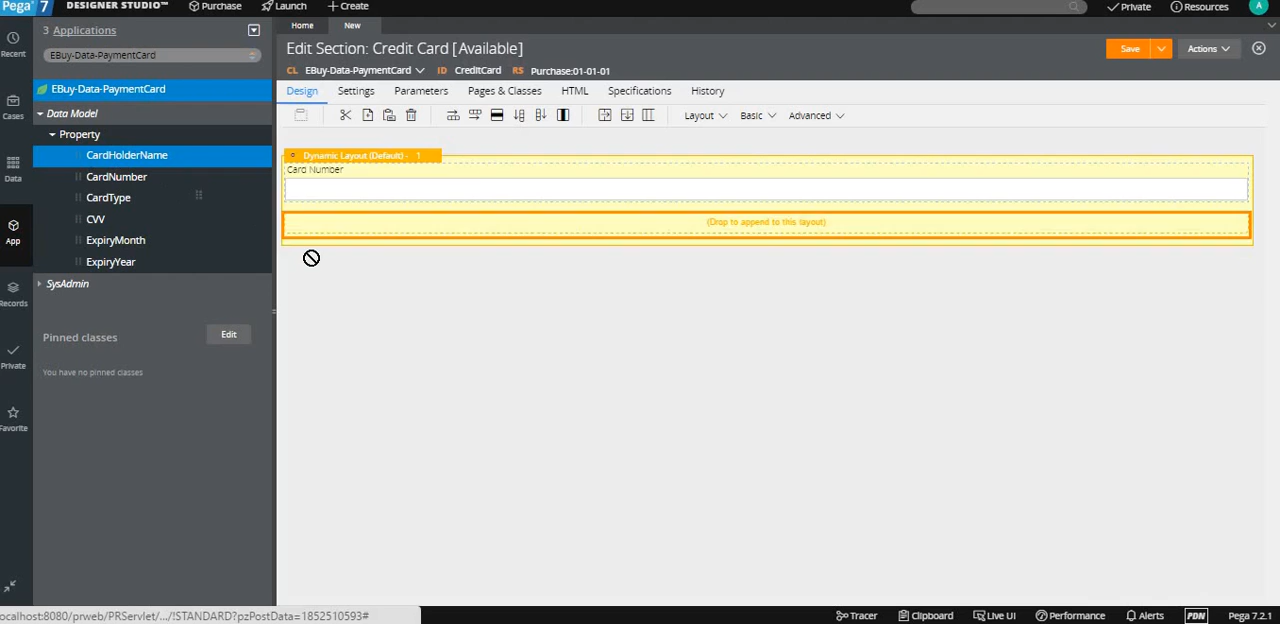 Pega 7 DESIGNER STUDIO™ Purchase Launch + Create Private Resources A
3 Applications
EBuy-Data-PaymentCard
EBuy-Data-PaymentCard
Data Model
Property
CardHolderName
CardNumber
CardType
CVV
ExpiryMonth
ExpiryYear
SysAdmin
Pinned classes Edit
You have no pinned classes
Recent
Cases
Data
App
Records
Private
Favorite
Home New
Edit Section: Credit Card [Available] Save Actions
CL EBuy-Data-PaymentCard ID CreditCard RS Purchase:01-01-01
Design Settings Parameters Pages & Classes HTML Specifications History
Layout Basic Advanced
Dynamic Layout (Default) - 1
Card Number
(Drop to append to this layout)
ocalhost:8080/prweb/PRServlet/.../!STANDARD?pzPostData=1852510593#
Tracer Clipboard Live UI Performance Alerts PDN Pega 7.2.1